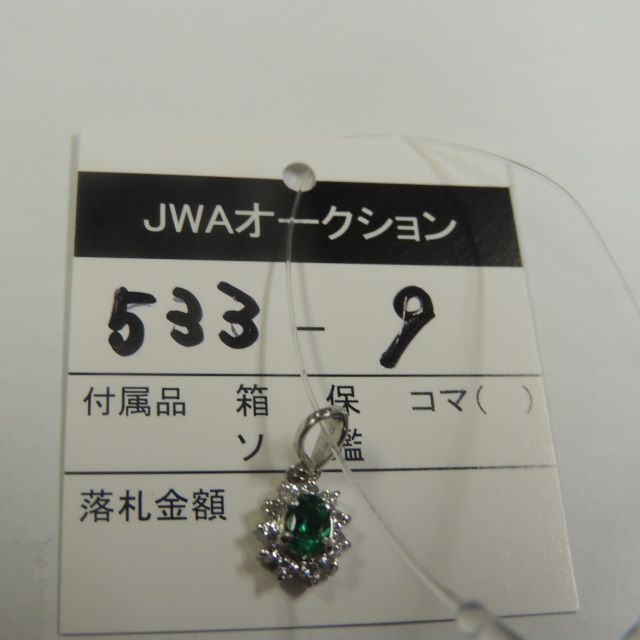 JWAオークション
533-9
付属品 箱 保 コマ( )
ソ 鑑
落札金額